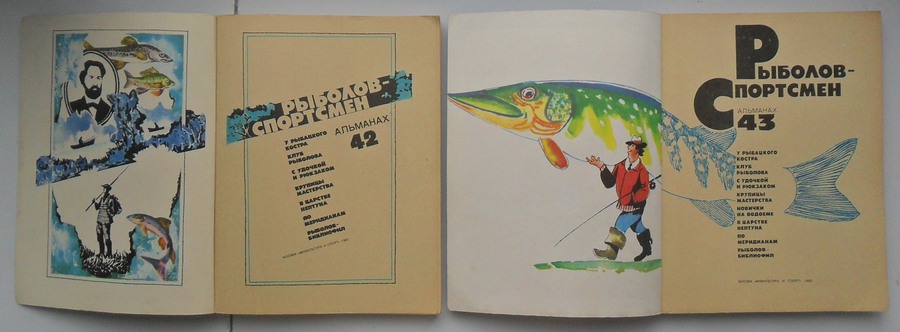 РЫБОЛОВ-
СПОРТСМЕН
АЛЬМАНАХ
42
У РЫБАЦКОГО
КОСТРА
КЛУБ
РЫБОЛОВА
С УДОЧКОЙ
И РЮКЗАКОМ
КРУПИЦЫ
МАСТЕРСТВА
В ЦАРСТВЕ
НЕПТУНА
ПО
МЕРИДИАНАМ
РЫБОЛОВ-
БИБЛИОФИЛ
РЫБОЛОВ-
СПОРТСМЕН
АЛЬМАНАХ
43
У РЫБАЦКОГО
КОСТРА
КЛУБ
РЫБОЛОВА
С УДОЧКОЙ
И РЮКЗАКОМ
КРУПИЦЫ
МАСТЕРСТВА
НОВИЧКИ
НА ВОДОЕМЕ
В ЦАРСТВЕ
НЕПТУНА
ПО
МЕРИДИАНАМ
РЫБОЛОВ-
БИБЛИОФИЛ